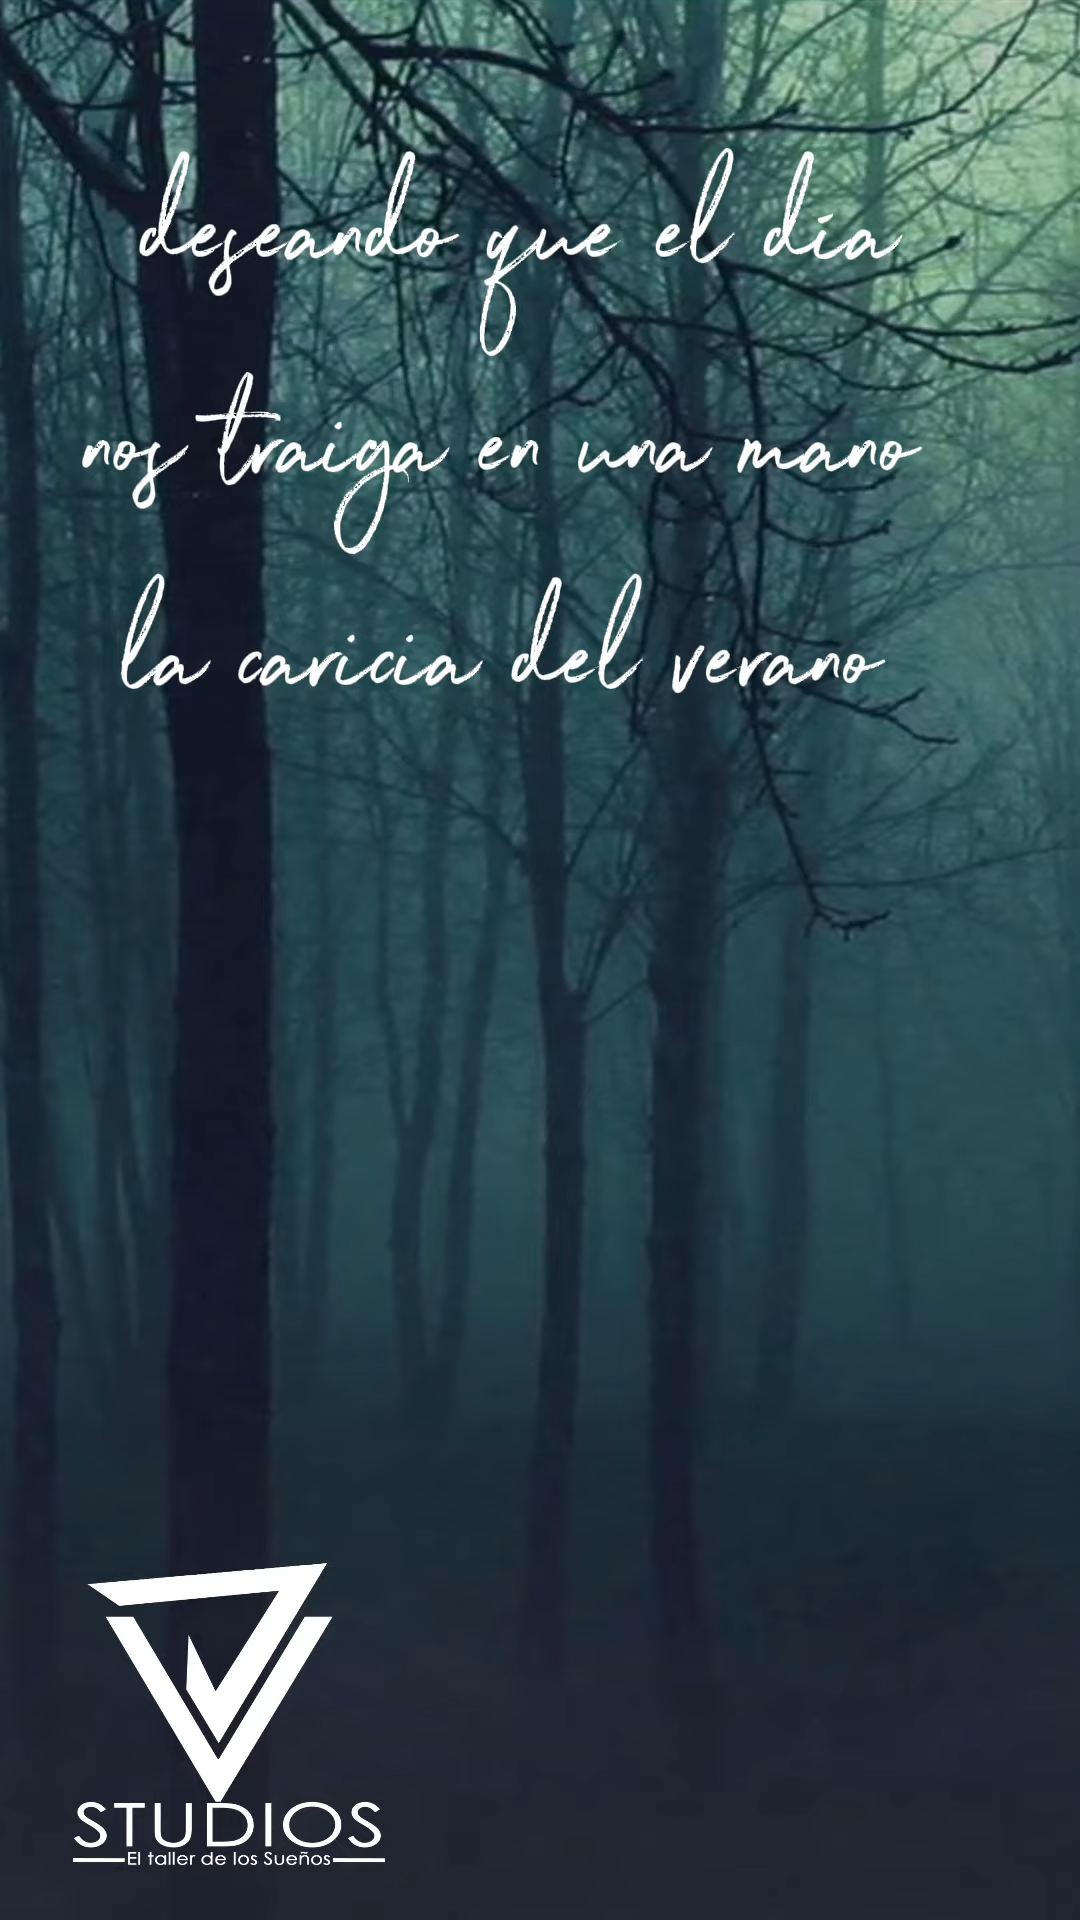 deseando que el día
nos traiga en una mano
la caricia del verano
STUDIOS
El taller de los Sueños